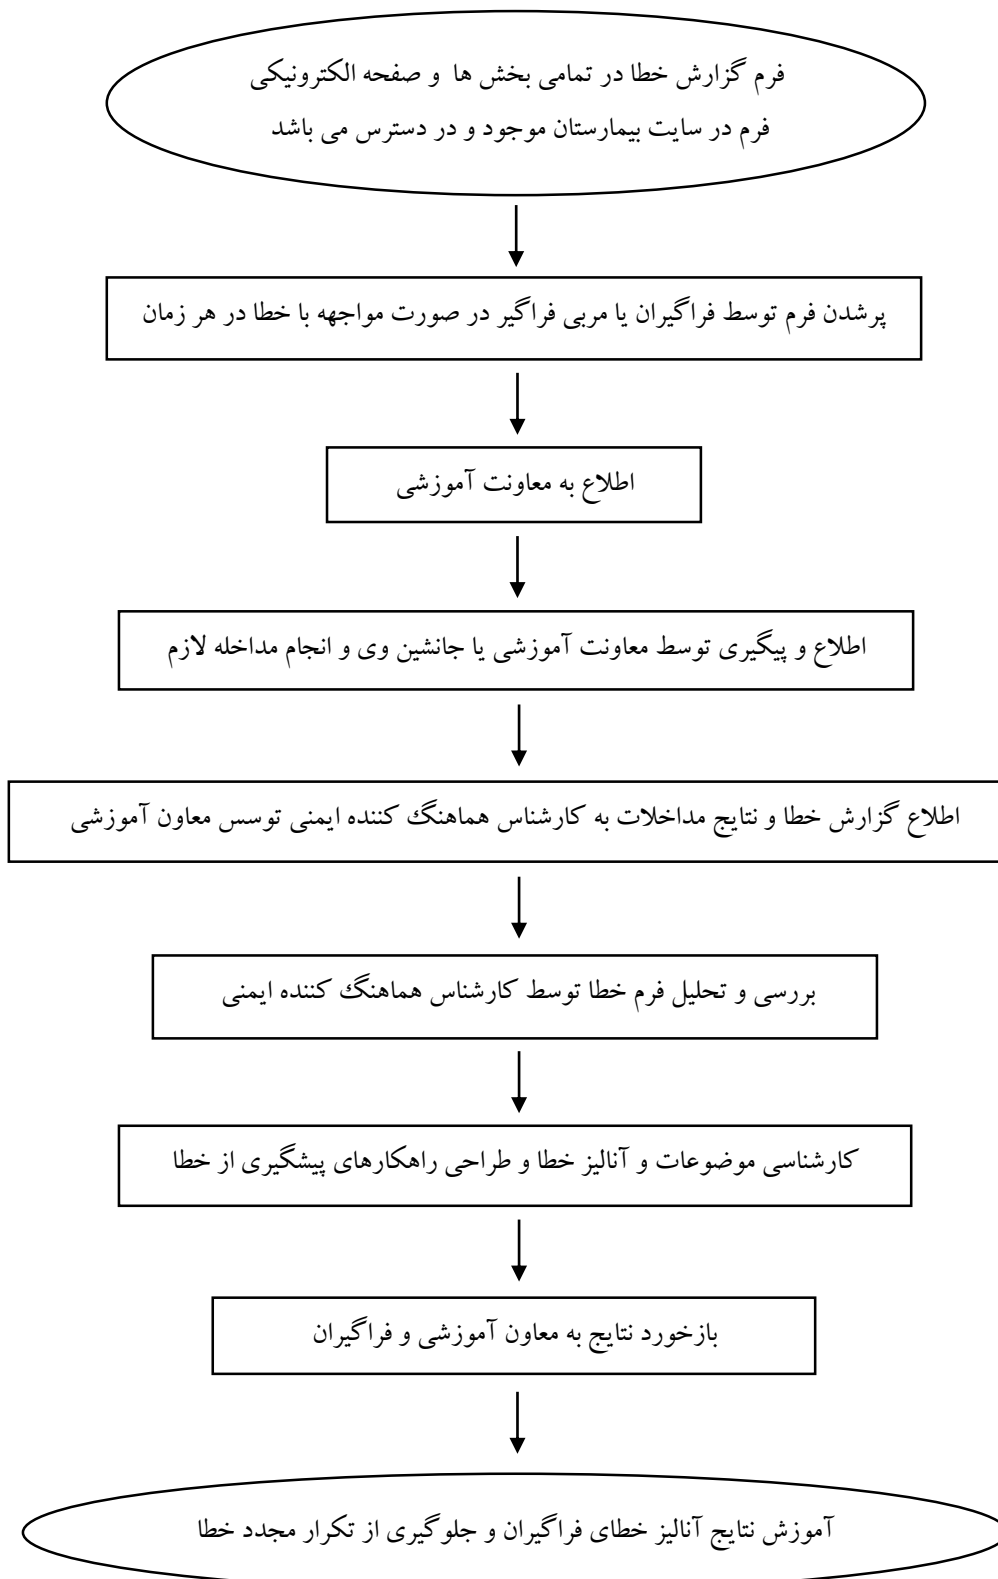 فرم گزارش خطا در تمامی بخش ها و صفحه الکترونیکی
فرم در سایت بیمارستان موجود و در دسترس می باشد
پرشدن فرم توسط فراگیران یا مربی فراگیر در صورت مواجهه با خطا در هر زمان
اطلاع به معاونت آموزشی
اطلاع و پیگیری توسط معاونت آموزشی یا جانشین وی و انجام مداخله لازم
اطلاع گزارش خطا و نتایج مداخلات به کارشناس هماهنگ کننده ایمنی توسس معاون آموزشی
بررسی و تحلیل فرم خطا توسط کارشناس هماهنگ کننده ایمنی
کارشناسی موضوعات و آنالیز خطا و طراحی راهکارهای پیشگیری از خطا
بازخورد نتایج به معاون آموزشی و فراگیران
آموزش نتایج آنالیز خطای فراگیران و جلوگیری از تکرار مجدد خطا